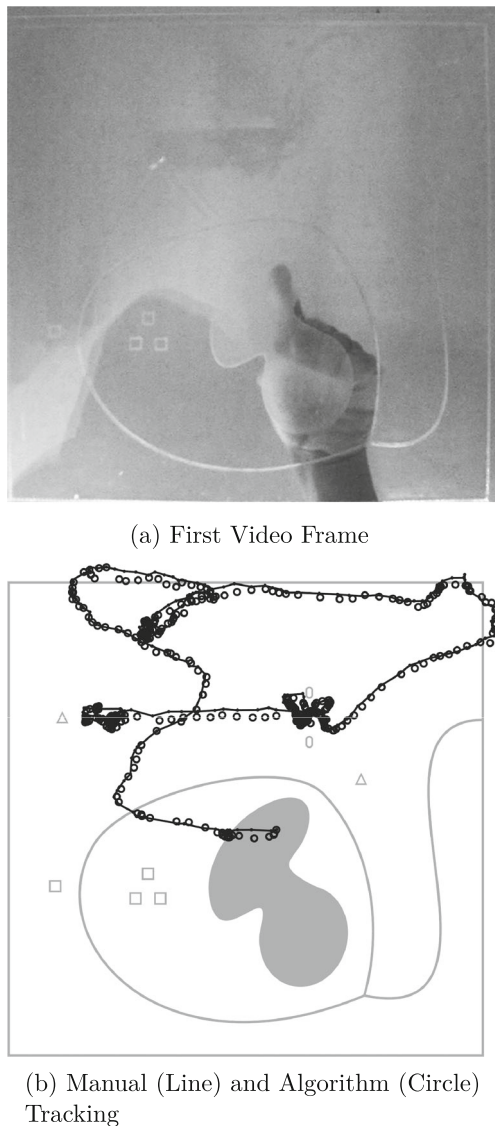 (a) First Video Frame
(b) Manual (Line) and Algorithm (Circle)
Tracking